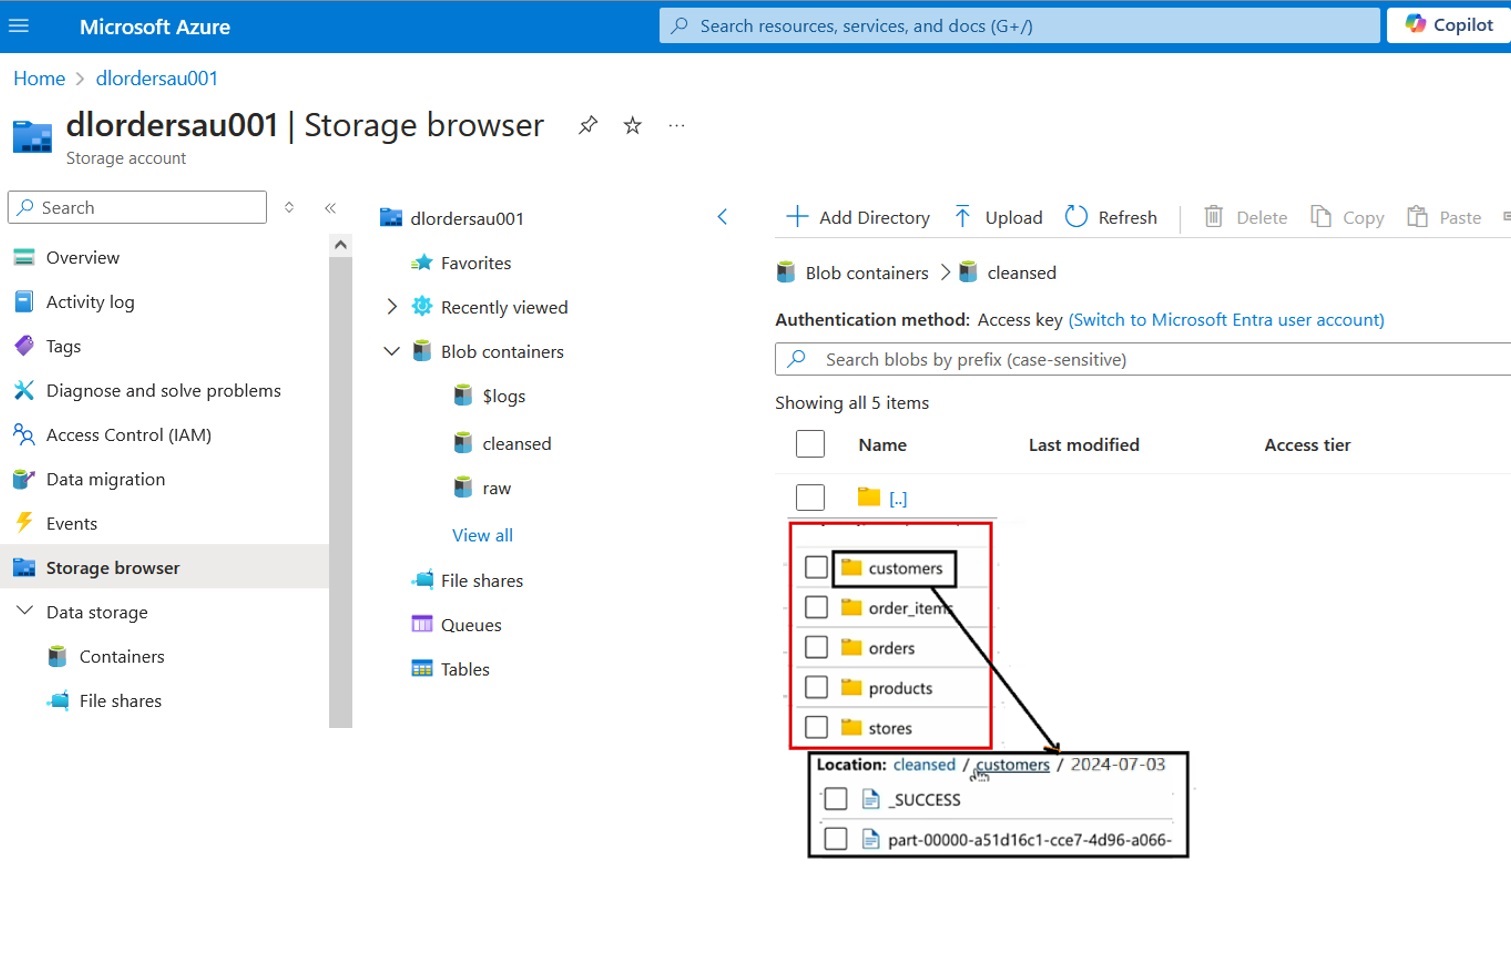 Microsoft Azure
Search resources, services, and docs (G+/)
Copilot
Home > dlordersau001
dlordersau001 | Storage browser
Storage account
Search
Overview
Activity log
Tags
Diagnose and solve problems
Access Control (IAM)
Data migration
Events
Storage browser
Data storage
Containers
File shares
dlordersau001
Favorites
Recently viewed
Blob containers
$logs
cleansed
raw
View all
File shares
Queues
Tables
Add Directory Upload Refresh Delete Copy Paste
Blob containers > cleansed
Authentication method: Access key (Switch to Microsoft Entra user account)
Search blobs by prefix (case-sensitive)
Showing all 5 items
Name Last modified Access tier
[..]
customers
order_items
orders
products
stores
Location: cleansed / customers / 2024-07-03
_SUCCESS
part-00000-a51d16c1-cce7-4d96-a066-